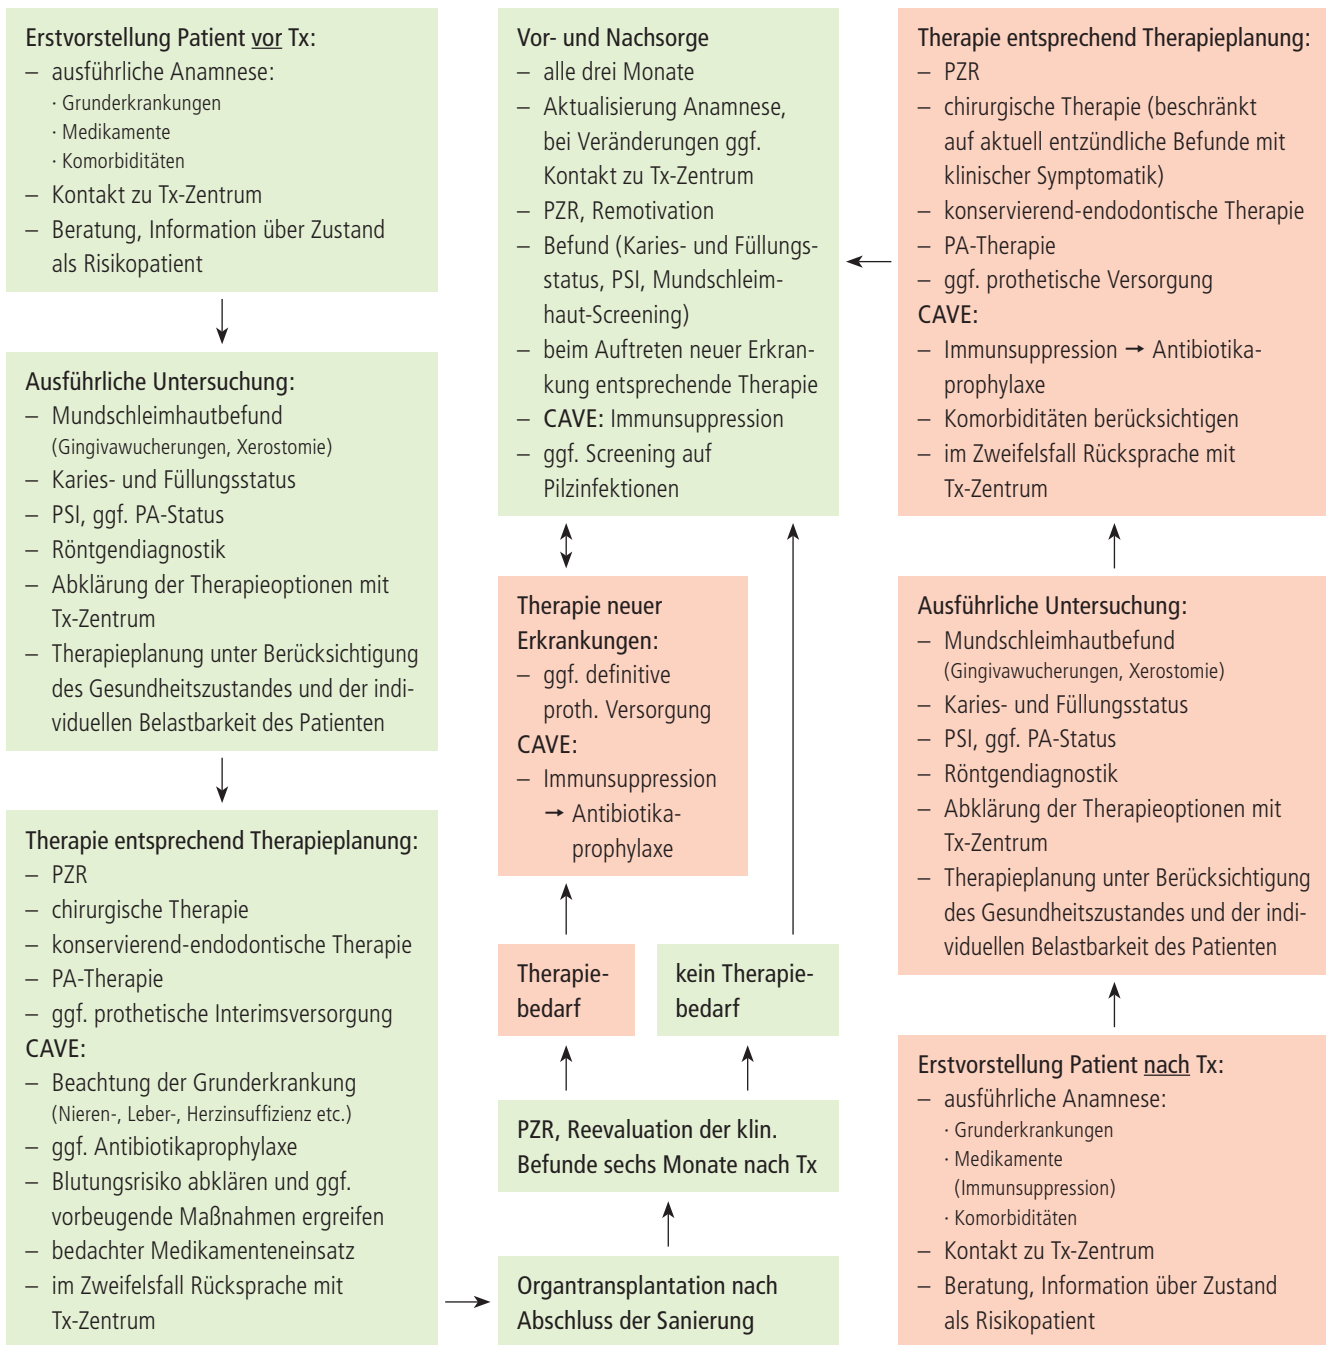 Erstvorstellung Patient vor Tx:
– ausführliche Anamnese:
· Grunderkrankungen
· Medikamente
· Komorbiditäten
– Kontakt zu Tx-Zentrum
– Beratung, Information über Zustand
als Risikopatient
Ausführliche Untersuchung:
– Mundschleimhautbefund
(Gingivawucherungen, Xerostomie)
– Karies- und Füllungsstatus
– PSI, ggf. PA-Status
– Röntgendiagnostik
– Abklärung der Therapieoptionen mit
Tx-Zentrum
– Therapieplanung unter Berücksichtigung
des Gesundheitszustandes und der indi-
viduellen Belastbarkeit des Patienten
Therapie entsprechend Therapieplanung:
– PZR
– chirurgische Therapie
– konservierend-endodontische Therapie
– PA-Therapie
– ggf. prothetische Interimsversorgung
CAVE:
– Beachtung der Grunderkrankung
(Nieren-, Leber-, Herzinsuffizienz etc.)
– ggf. Antibiotikaprophylaxe
– Blutungsrisiko abklären und ggf.
vorbeugende Maßnahmen ergreifen
– bedachter Medikamenteneinsatz
– im Zweifelsfall Rücksprache mit
Tx-Zentrum
Vor- und Nachsorge
– alle drei Monate
– Aktualisierung Anamnese,
bei Veränderungen ggf.
Kontakt zu Tx-Zentrum
– PZR, Remotivation
– Befund (Karies- und Füllungs-
status, PSI, Mundschleim-
haut-Screening)
– beim Auftreten neuer Erkran-
kung entsprechende Therapie
– CAVE: Immunsuppression
– ggf. Screening auf
Pilzinfektionen
Therapie neuer
Erkrankungen:
– ggf. definitive
proth. Versorgung
CAVE:
– Immunsuppression
→ Antibiotika-
prophylaxe
Therapie-
bedarf
kein Therapie-
bedarf
PZR, Reevaluation der klin.
Befunde sechs Monate nach Tx
Organtransplantation nach
Abschluss der Sanierung
Therapie entsprechend Therapieplanung:
– PZR
– chirurgische Therapie (beschränkt
auf aktuell entzündliche Befunde mit
klinischer Symptomatik)
– konservierend-endodontische Therapie
– PA-Therapie
– ggf. prothetische Versorgung
CAVE:
– Immunsuppression → Antibiotika-
prophylaxe
– Komorbiditäten berücksichtigen
– im Zweifelsfall Rücksprache mit
Tx-Zentrum
Ausführliche Untersuchung:
– Mundschleimhautbefund
(Gingivawucherungen, Xerostomie)
– Karies- und Füllungsstatus
– PSI, ggf. PA-Status
– Röntgendiagnostik
– Abklärung der Therapieoptionen mit
Tx-Zentrum
– Therapieplanung unter Berücksichtigung
des Gesundheitszustandes und der indi-
viduellen Belastbarkeit des Patienten
Erstvorstellung Patient nach Tx:
– ausführliche Anamnese:
· Grunderkrankungen
· Medikamente
(Immunsuppression)
· Komorbiditäten
– Kontakt zu Tx-Zentrum
– Beratung, Information über Zustand
als Risikopatient